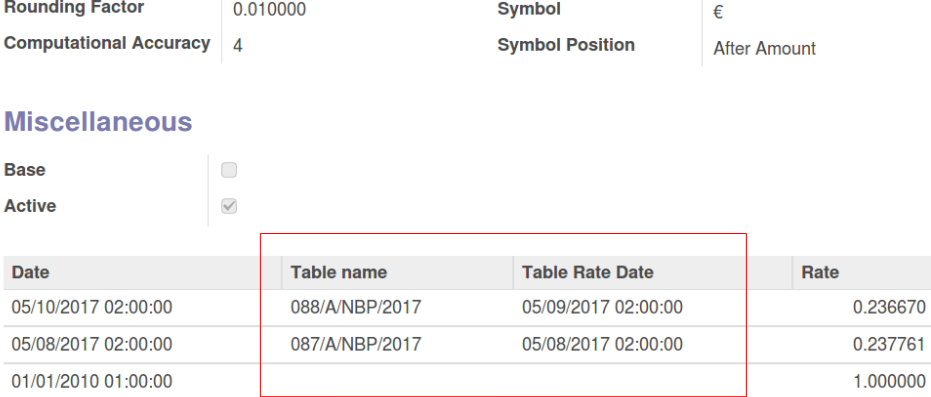 Rounding Factor 0.010000 Symbol €
Computational Accuracy 4 Symbol Position After Amount
Miscellaneous
Base
Active
Date Table name Table Rate Date Rate
05/10/2017 02:00:00 088/A/NBP/2017 05/09/2017 02:00:00 0.236670
05/08/2017 02:00:00 087/A/NBP/2017 05/08/2017 02:00:00 0.237761
01/01/2010 01:00:00 1.000000